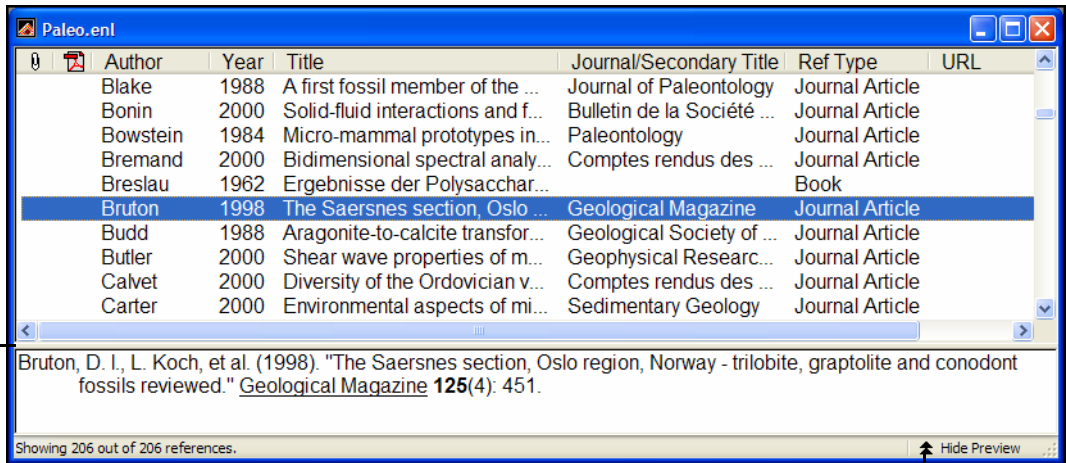 Paleo.enl
Author Year Title Journal/Secondary Title Ref Type URL
Blake 1988 A first fossil member of the ... Journal of Paleontology Journal Article
Bonin 2000 Solid-fluid interactions and f... Bulletin de la Société ... Journal Article
Bowstein 1984 Micro-mammal prototypes in... Paleontology Journal Article
Bremand 2000 Bidimensional spectral analy... Comptes rendus des ... Journal Article
Breslau 1962 Ergebnisse der Polysacchar... Book
Bruton 1998 The Saersnes section, Oslo ... Geological Magazine Journal Article
Budd 1988 Aragonite-to-calcite transfor... Geological Society of ... Journal Article
Butler 2000 Shear wave properties of m... Geophysical Researc... Journal Article
Calvet 2000 Diversity of the Ordovician v... Comptes rendus des ... Journal Article
Carter 2000 Environmental aspects of mi... Sedimentary Geology Journal Article
Bruton, D. I., L. Koch, et al. (1998). "The Saersnes section, Oslo region, Norway - trilobite, graptolite and conodont
fossils reviewed." Geological Magazine 125(4): 451.
Showing 206 out of 206 references. Hide Preview